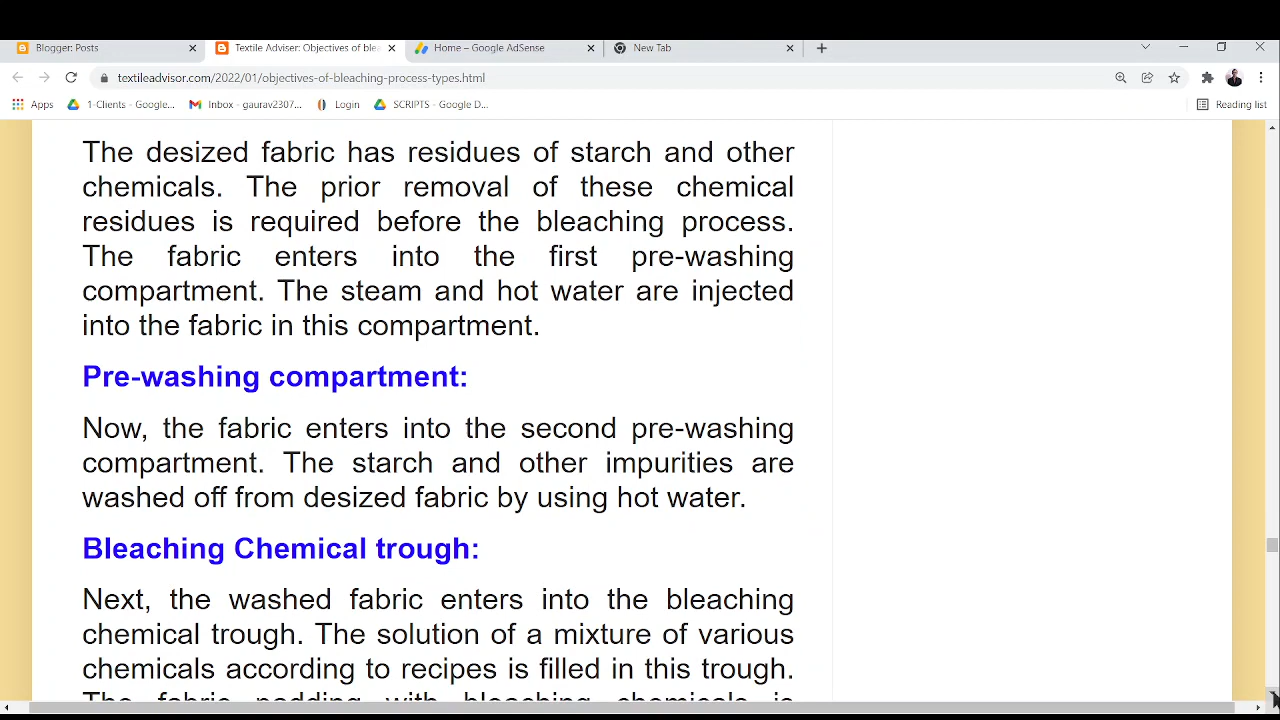 Blogger: Posts
Textile Adviser: Objectives of ble
Home – Google AdSense
New Tab
textileadvisor.com/2022/01/objectives-of-bleaching-process-types.html
Apps
1-Clients - Google...
Inbox - gaurav2307...
Login
SCRIPTS - Google D...
Reading list
The desized fabric has residues of starch and other
chemicals. The prior removal of these chemical
residues is required before the bleaching process.
The fabric enters into the first pre-washing
compartment. The steam and hot water are injected
into the fabric in this compartment.
Pre-washing compartment:
Now, the fabric enters into the second pre-washing
compartment. The starch and other impurities are
washed off from desized fabric by using hot water.
Bleaching Chemical trough:
Next, the washed fabric enters into the bleaching
chemical trough. The solution of a mixture of various
chemicals according to recipes is filled in this trough.
The fabric padding with bleaching chemicals is